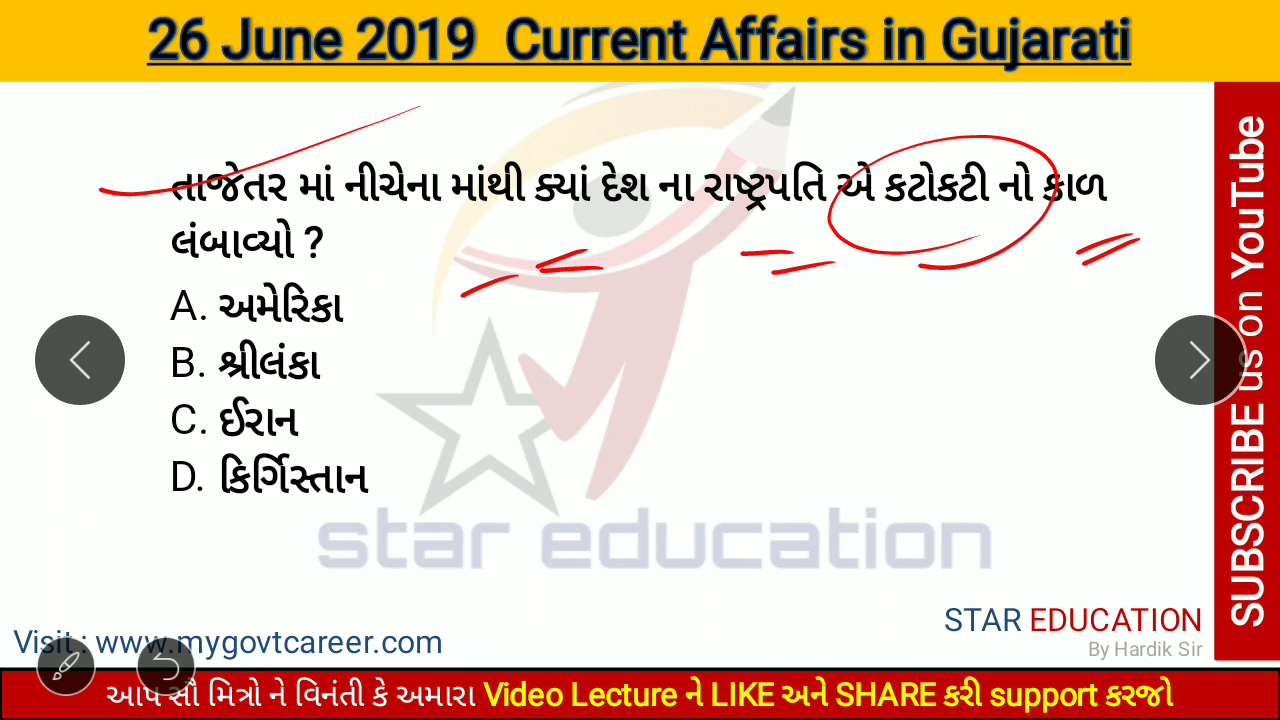 26 June 2019 Current Affairs in Gujarati
તાજેતર માં નીચેના માંથી ક્યાં દેશ ના રાષ્ટ્રપતિ એ કટોકટી નો કાળ
લંબાવ્યો ?
A. અમેરિકા
B. શ્રીલંકા
C. ઈરાન
D. કિર્ગિસ્તાન
star education
SUBSCRIBE us on YouTube
STAR EDUCATION
By Hardik Sir
Visit : www.mygovtcareer.com
આપ સૌ મિત્રો ને વિનંતી કે અમારા Video Lecture ને LIKE અને SHARE કરી support કરજો